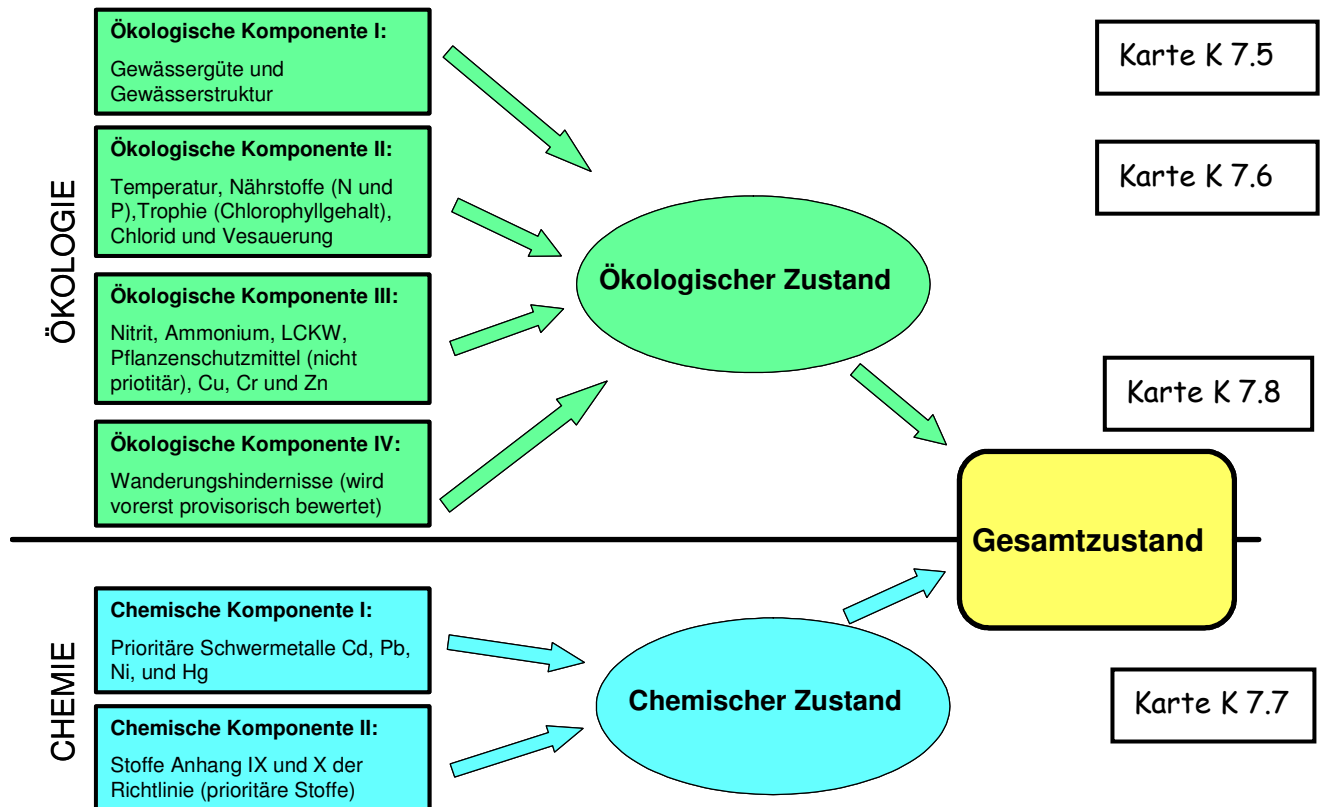 ÖKOLOGIE
Ökologische Komponente I:
Gewässergüte und
Gewässerstruktur
Ökologische Komponente II:
Temperatur, Nährstoffe (N und
P),Trophie (Chlorophyllgehalt),
Chlorid und Vesauerung
Ökologische Komponente III:
Nitrit, Ammonium, LCKW,
Pflanzenschutzmittel (nicht
priotitär), Cu, Cr und Zn
Ökologische Komponente IV:
Wanderungshindernisse (wird
vorerst provisorisch bewertet)
Ökologischer Zustand
Karte K 7.5
Karte K 7.6
Karte K 7.8
Gesamtzustand
CHEMIE
Chemische Komponente I:
Prioritäre Schwermetalle Cd, Pb,
Ni, und Hg
Chemische Komponente II:
Stoffe Anhang IX und X der
Richtlinie (prioritäre Stoffe)
Chemischer Zustand
Karte K 7.7